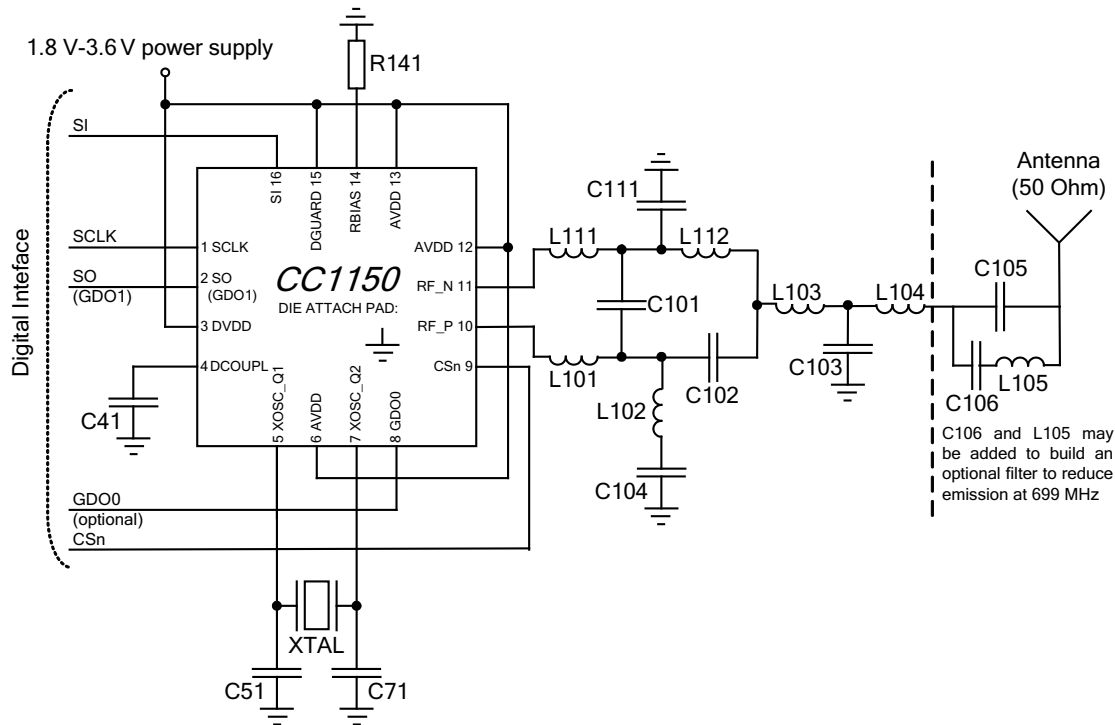 1.8 V-3.6 V power supply
R141
Digital Inteface
SI
SI 16
DGUARD 15
RBIAS 14
AVDD 13
Antenna
(50 Ohm)
C111
SCLK
1 SCLK
AVDD 12
L111
L112
SO
(GDO1)
2 SO
(GDO1)
CC1150
RF_N 11
C105
DIE ATTACH PAD:
C101
L103
L104
3 DVDD
RF_P 10
4 DCOUPL
CSn 9
L101
C102
C103
L105
C106
C41
5 XOSC_Q1
6 AVDD
7 XOSC_Q2
8 GDO0
L102
C104
C106 and L105 may
be added to build an
optional filter to reduce
emission at 699 MHz
GDO0
(optional)
CSn
XTAL
C51
C71